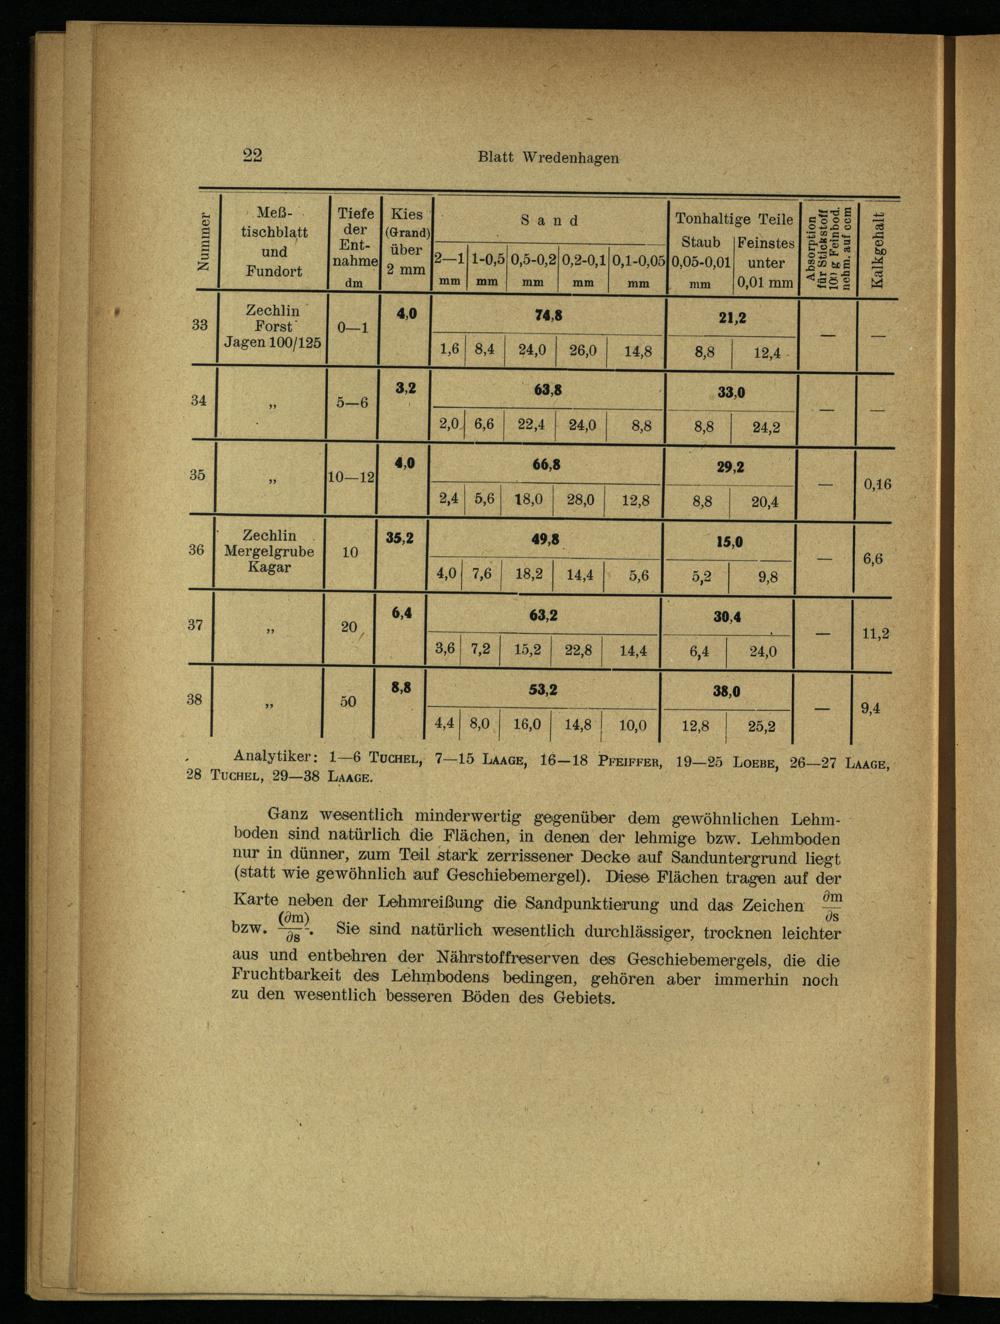 22 Blatt Wredenhagen
Nummer | Meß-tischblatt und Fundort | Tiefe der Ent-nahme dm | Kies (Grand) über 2 mm | Sand | Tonhaltige Teile | Absorption für Stickstoff 100 g Feinbod. nehm. auf ccm | Kalkgehalt
2—1 mm | 1-0,5 mm | 0,5-0,2 mm | 0,2-0,1 mm | 0,1-0,05 mm | Staub 0,05-0,01 mm | Feinstes unter 0,01 mm
33 | Zechlin Forst Jagen 100/125 | 0—1 | 4,0 | 74,8 | 21,2 | — | —
1,6 | 8,4 | 24,0 | 26,0 | 14,8 | 8,8 | 12,4
34 | „ | 5—6 | 3,2 | 63,8 | 33,0 | — | —
2,0 | 6,6 | 22,4 | 24,0 | 8,8 | 8,8 | 24,2
35 | „ | 10—12 | 4,0 | 66,8 | 29,2 | — | 0,16
2,4 | 5,6 | 18,0 | 28,0 | 12,8 | 8,8 | 20,4
36 | Zechlin Mergelgrube Kagar | 10 | 35,2 | 49,8 | 15,0 | — | 6,6
4,0 | 7,6 | 18,2 | 14,4 | 5,6 | 5,2 | 9,8
37 | „ | 20 | 6,4 | 63,2 | 30,4 | — | 11,2
3,6 | 7,2 | 15,2 | 22,8 | 14,4 | 6,4 | 24,0
38 | „ | 50 | 8,8 | 53,2 | 38,0 | — | 9,4
4,4 | 8,0 | 16,0 | 14,8 | 10,0 | 12,8 | 25,2
Analytiker: 1—6 Tuchel, 7—15 Laage, 16—18 Pfeiffer, 19—25 Loebe, 26—27 Laage,
28 Tuchel, 29—38 Laage.
Ganz wesentlich minderwertig gegenüber dem gewöhnlichen Lehm-
boden sind natürlich die Flächen, in denen der lehmige bzw. Lehmboden
nur in dünner, zum Teil stark zerrissener Decke auf Sanduntergrund liegt
(statt wie gewöhnlich auf Geschiebemergel). Diese Flächen tragen auf der
Karte neben der Lehmreißung die Sandpunktierung und das Zeichen ∂m/∂s
bzw. (∂m)/∂s. Sie sind natürlich wesentlich durchlässiger, trocknen leichter
aus und entbehren der Nährstoffreserven des Geschiebemergels, die die
Fruchtbarkeit des Lehmbodens bedingen, gehören aber immerhin noch
zu den wesentlich besseren Böden des Gebiets.